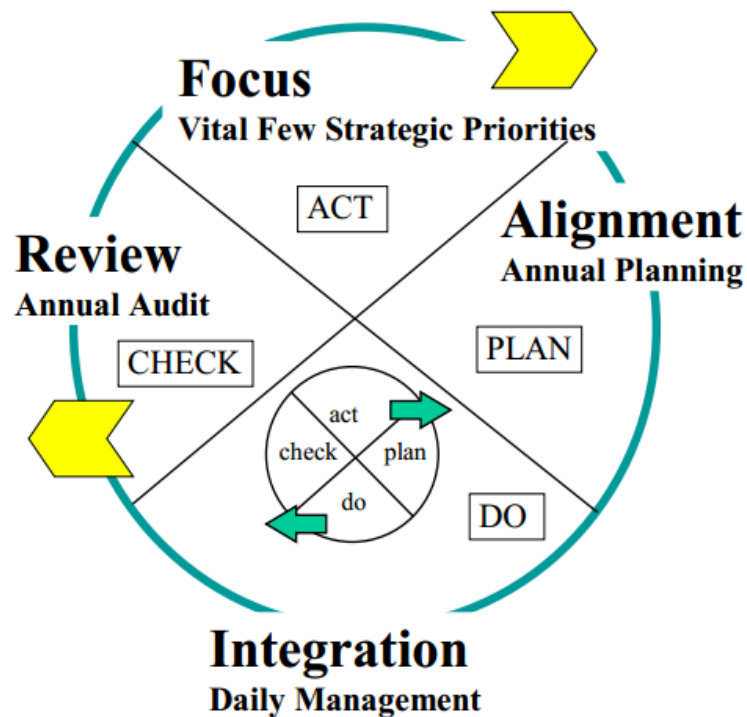 Focus
Vital Few Strategic Priorities
ACT
Alignment
Annual Planning
Review
Annual Audit
PLAN
CHECK
act
check
plan
do
DO
Integration
Daily Management